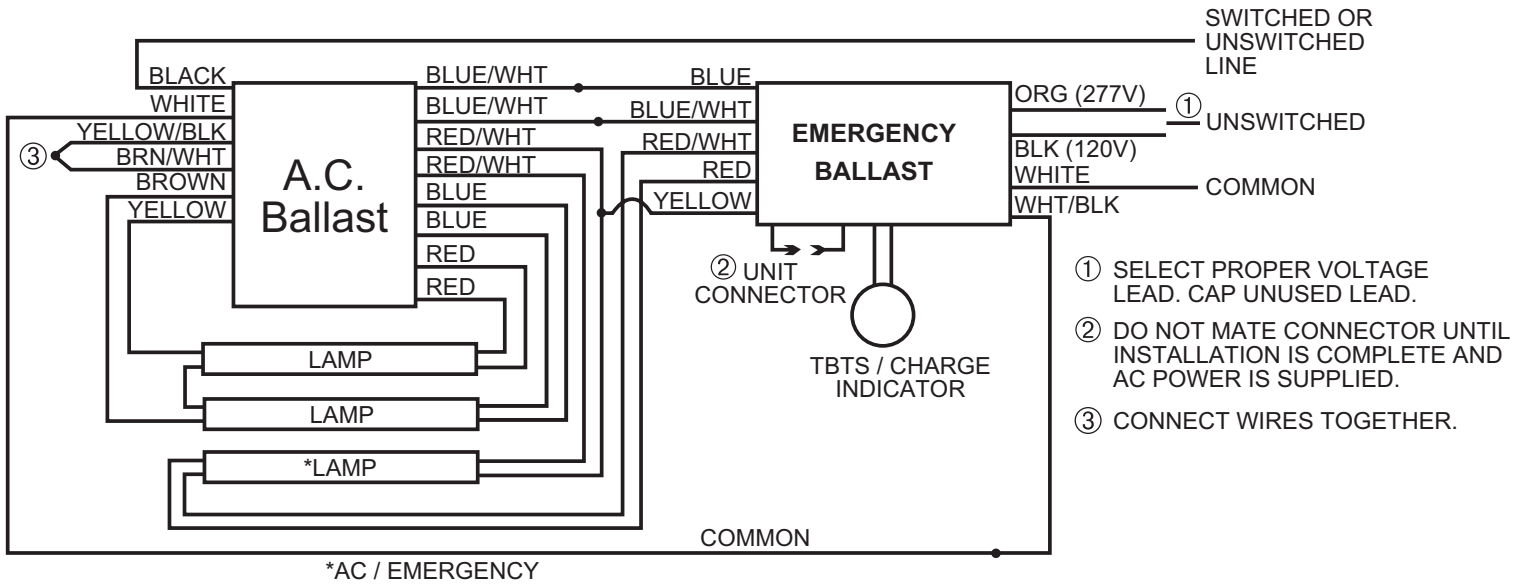 SWITCHED OR
UNSWITCHED
LINE
BLACK
WHITE
YELLOW/BLK
③
BRN/WHT
BROWN
YELLOW
A.C.
Ballast
BLUE/WHT
BLUE/WHT
RED/WHT
RED/WHT
BLUE
BLUE
RED
RED
BLUE
BLUE/WHT
RED/WHT
RED
YELLOW
EMERGENCY
BALLAST
ORG (277V)
①
UNSWITCHED
BLK (120V)
WHITE
COMMON
WHT/BLK
② UNIT
CONNECTOR
TBTS / CHARGE
INDICATOR
LAMP
LAMP
*LAMP
COMMON
*AC / EMERGENCY
① SELECT PROPER VOLTAGE
LEAD. CAP UNUSED LEAD.
② DO NOT MATE CONNECTOR UNTIL
INSTALLATION IS COMPLETE AND
AC POWER IS SUPPLIED.
③ CONNECT WIRES TOGETHER.